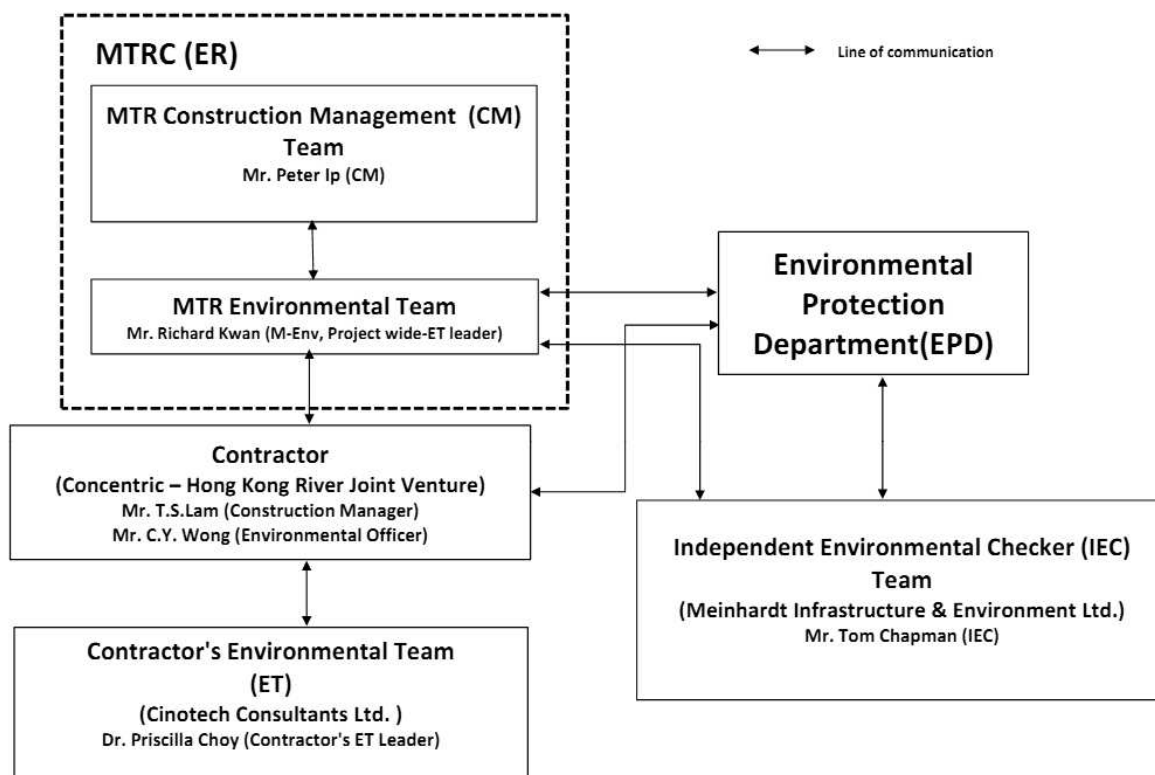 MTRC (ER)
Line of communication
MTR Construction Management (CM)
Team
Mr. Peter Ip (CM)
MTR Environmental Team
Mr. Richard Kwan (M-Env, Project wide-ET leader)
Environmental
Protection
Department(EPD)
Contractor
(Concentric – Hong Kong River Joint Venture)
Mr. T.S.Lam (Construction Manager)
Mr. C.Y. Wong (Environmental Officer)
Independent Environmental Checker (IEC)
Team
(Meinhardt Infrastructure & Environment Ltd.)
Mr. Tom Chapman (IEC)
Contractor's Environmental Team
(ET)
(Cinotech Consultants Ltd. )
Dr. Priscilla Choy (Contractor's ET Leader)